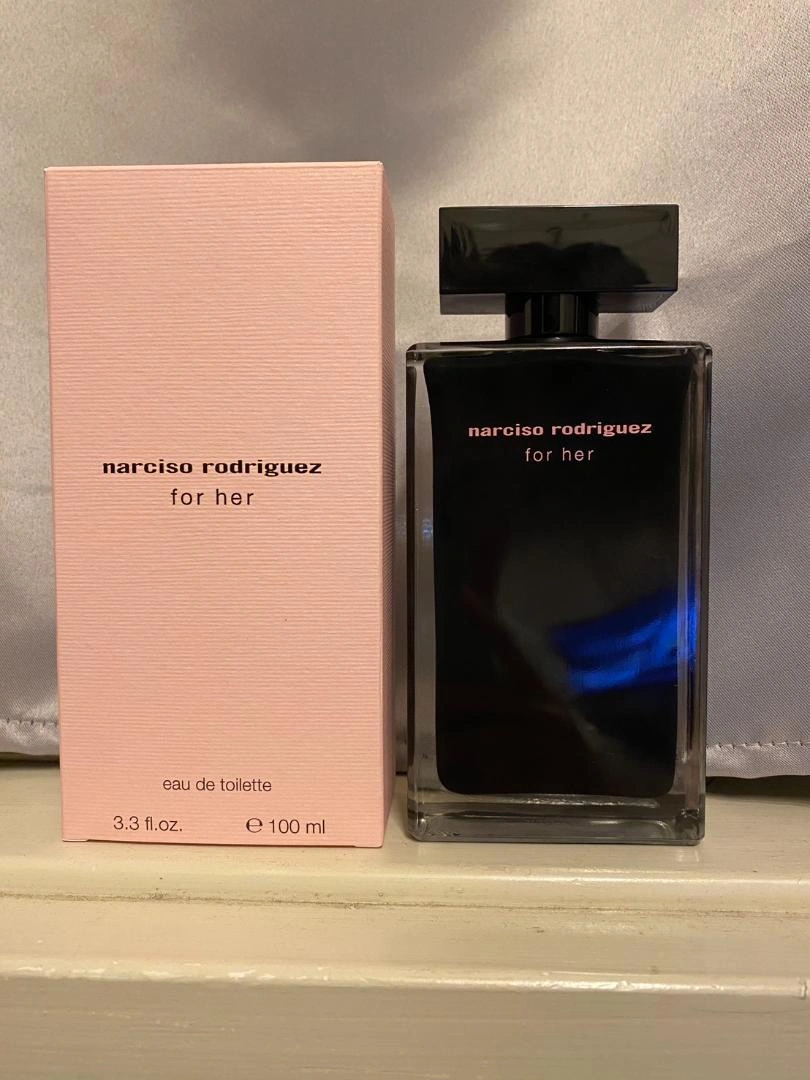 narciso rodriguez
for her
eau de toilette
3.3 fl.oz. ℮ 100 ml
narciso rodriguez
for her